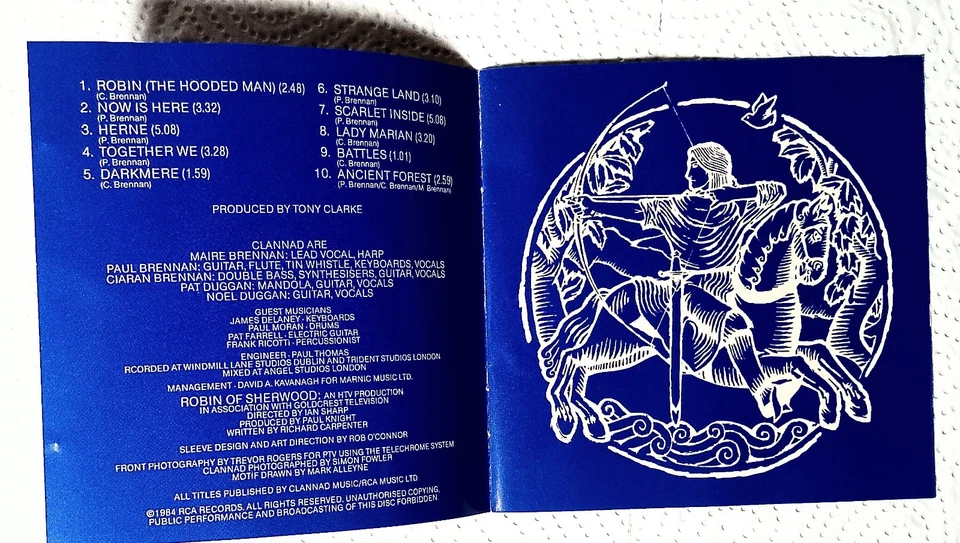 1. ROBIN (THE HOODED MAN) (2.48)
(C. Brennan)
2. NOW IS HERE (3.32)
(P. Brennan)
3. HERNE (5.08)
(P. Brennan)
4. TOGETHER WE (3.28)
(P. Brennan)
5. DARKMERE (1.59)
(C. Brennan)
6. STRANGE LAND (3.10)
(P. Brennan)
7. SCARLET INSIDE (5.08)
(P. Brennan)
8. LADY MARIAN (3.20)
(C. Brennan)
9. BATTLES (1.01)
(C. Brennan)
10. ANCIENT FOREST (2.59)
(P. Brennan/C. Brennan/M. Brennan)
PRODUCED BY TONY CLARKE
CLANNAD ARE
MAIRE BRENNAN: LEAD VOCAL, HARP
PAUL BRENNAN: GUITAR, FLUTE, TIN WHISTLE, KEYBOARDS, VOCALS
CIARAN BRENNAN: DOUBLE BASS, SYNTHESISERS, GUITAR, VOCALS
PAT DUGGAN: MANDOLA, GUITAR, VOCALS
NOEL DUGGAN: GUITAR, VOCALS
GUEST MUSICIANS
JAMES DELANEY - KEYBOARDS
PAUL MORAN - DRUMS
PAT FARRELL - ELECTRIC GUITAR
FRANK RICOTTI - PERCUSSIONIST
ENGINEER - PAUL THOMAS
RCORDED AT WINDMILL LANE STUDIOS DUBLIN AND TRIDENT STUDIOS LONDON
MIXED AT ANGEL STUDIOS LONDON
MANAGEMENT - DAVID A. KAVANAGH FOR MARNIC MUSIC LTD.
ROBIN OF SHERWOOD; AN HTV PRODUCTION
IN ASSOCIATION WITH GOLDCREST TELEVISION
DIRECTED BY IAN SHARP
PRODUCED BY PAUL KNIGHT
WRITTEN BY RICHARD CARPENTER
SLEEVE DESIGN AND ART DIRECTION BY ROB O'CONNOR
FRONT PHOTOGRAPHY BY TREVOR ROGERS FOR PTV USING THE TELECHROME SYSTEM
CLANNAD PHOTOGRAPHED BY SIMON FOWLER
MOTIF DRAWN BY MARK ALLEYNE
ALL TITLES PUBLISHED BY CLANNAD MUSIC/RCA MUSIC LTD
©1984 RCA RECORDS. ALL RIGHTS RESERVED. UNAUTHORISED COPYING,
PUBLIC PERFORMANCE AND BROADCASTING OF THIS DISC FORBIDDEN.